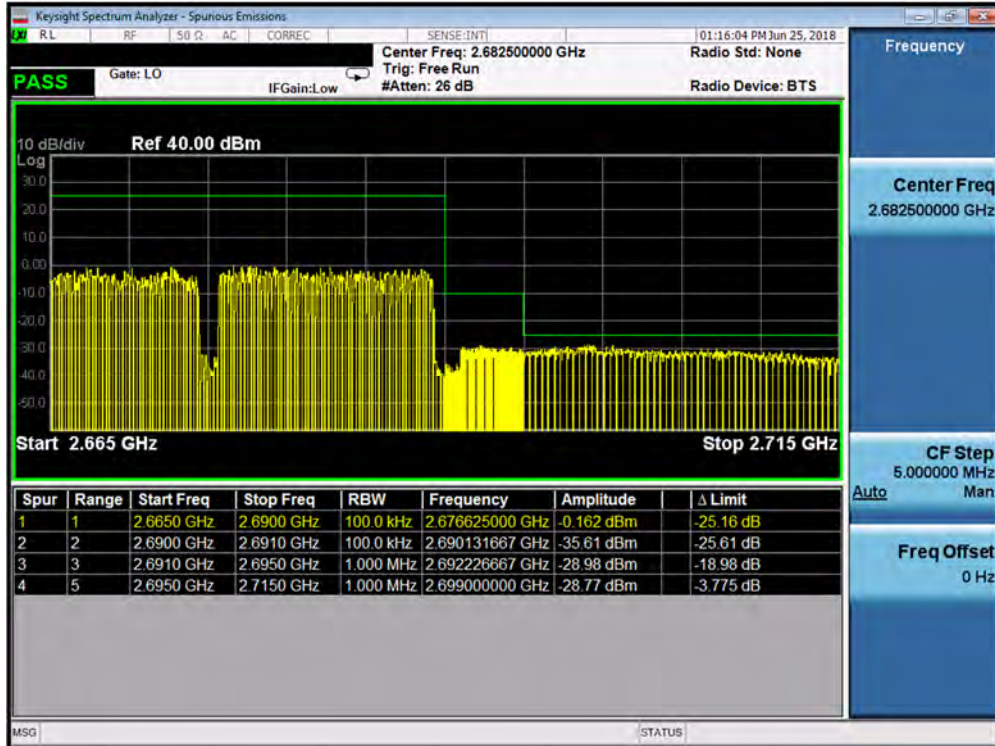 Keysight Spectrum Analyzer - Spurious Emissions
LXI RL RF 50 Ω AC CORREC SENSE:INT 01:16:04 PM Jun 25, 2018
Center Freq: 2.682500000 GHz Radio Std: None
PASS Gate: LO Trig: Free Run
IFGain:Low #Atten: 26 dB Radio Device: BTS
10 dB/div Ref 40.00 dBm
Log
30.0
20.0
10.0
0.00
-10.0
-20.0
-30.0
-40.0
-50.0
Start 2.665 GHz Stop 2.715 GHz
Spur Range Start Freq Stop Freq RBW Frequency Amplitude Δ Limit
1 1 2.6650 GHz 2.6900 GHz 100.0 kHz 2.676625000 GHz -0.162 dBm -25.16 dB
2 2 2.6900 GHz 2.6910 GHz 100.0 kHz 2.690131667 GHz -35.61 dBm -25.61 dB
3 3 2.6910 GHz 2.6950 GHz 1.000 MHz 2.692226667 GHz -28.98 dBm -18.98 dB
4 5 2.6950 GHz 2.7150 GHz 1.000 MHz 2.699000000 GHz -28.77 dBm -3.775 dB
Frequency
Center Freq
2.682500000 GHz
CF Step
5.000000 MHz
Auto Man
Freq Offset
0 Hz
MSG STATUS